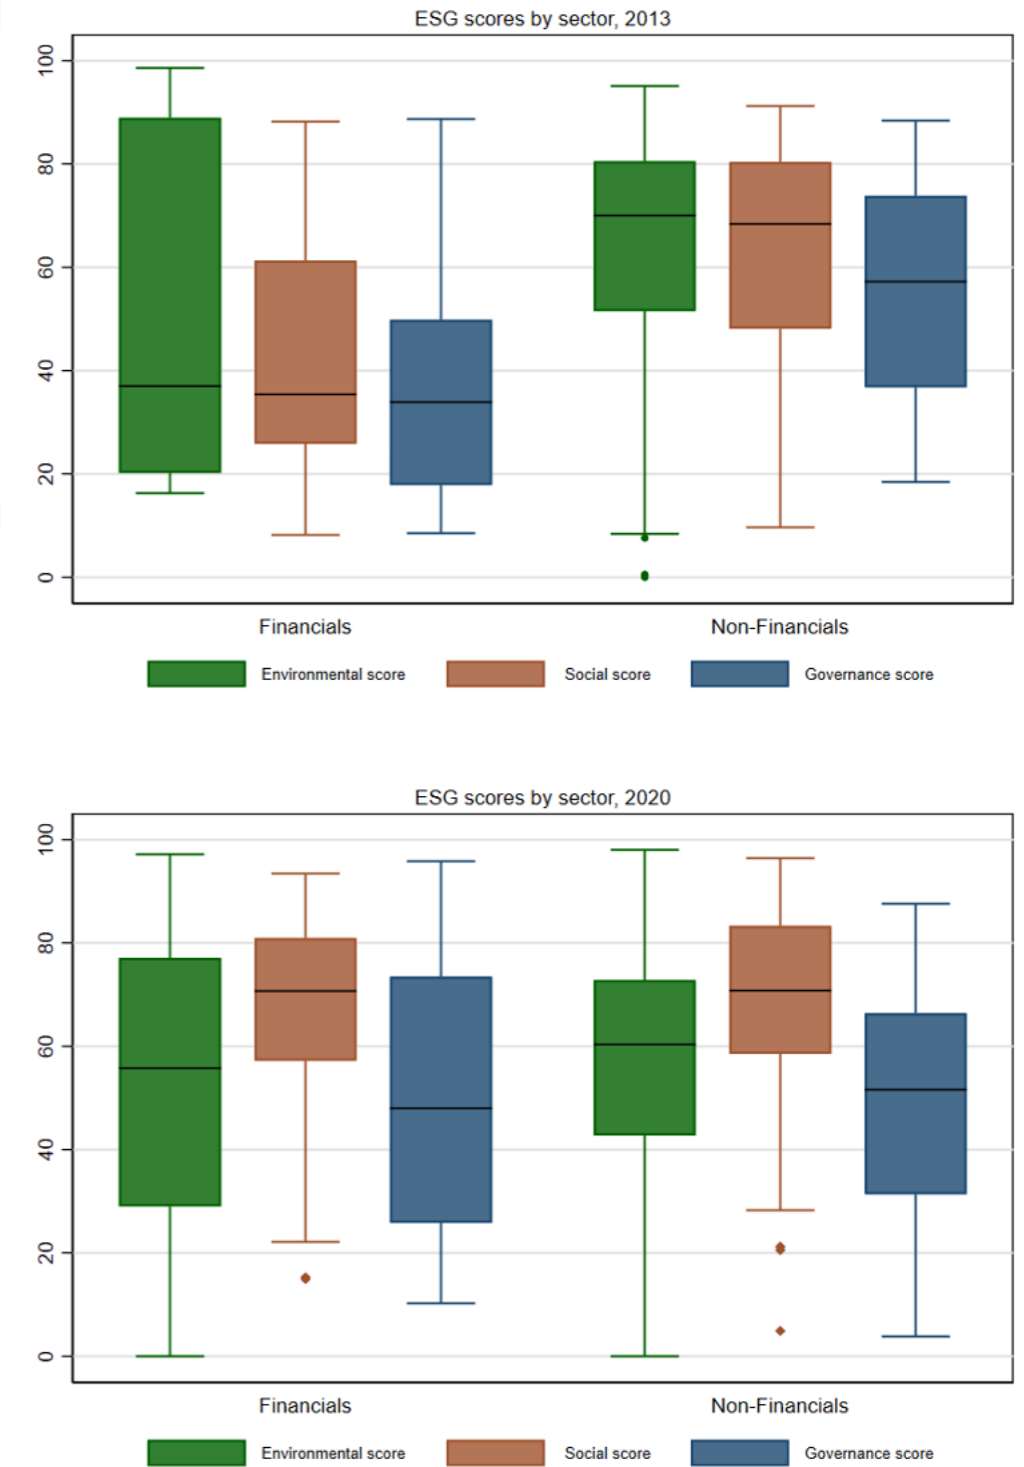 ESG scores by sector, 2013
100
80
60
40
20
0
Financials Non-Financials
Environmental score Social score Governance score
ESG scores by sector, 2020
100
80
60
40
20
0
Financials Non-Financials
Environmental score Social score Governance score